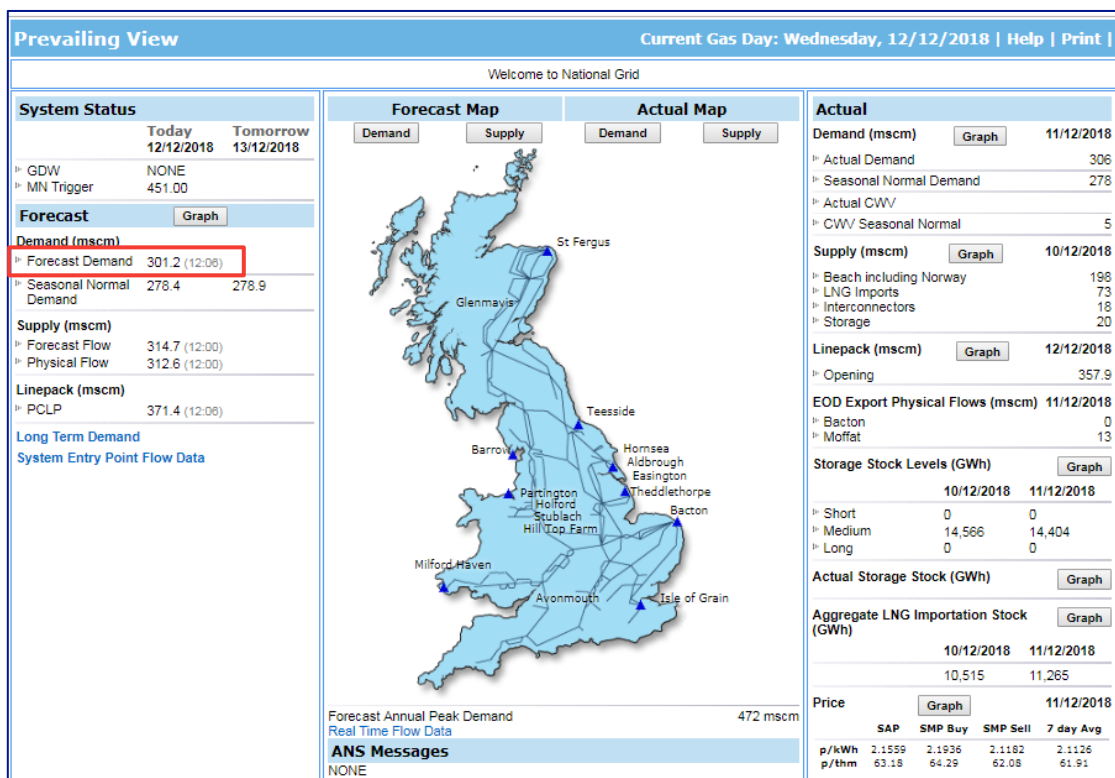 Prevailing View
Current Gas Day: Wednesday, 12/12/2018 | Help | Print |
Welcome to National Grid
System Status
Today Tomorrow
12/12/2018 13/12/2018
GDW NONE
MN Trigger 451.00
Forecast Graph
Demand (mscm)
Forecast Demand 301.2 (12:06)
Seasonal Normal 278.4 278.9
Demand
Supply (mscm)
Forecast Flow 314.7 (12:00)
Physical Flow 312.6 (12:00)
Linepack (mscm)
PCLP 371.4 (12:06)
Long Term Demand
System Entry Point Flow Data
Forecast Map Actual Map
Demand Supply Demand Supply
St Fergus
Glenmavis
Teesside
Barrow
Hornsea
Aldbrough
Easington
Partington
Theddlethorpe
Holford
Stublach
Bacton
Hill Top Farm
Milford Haven
Avonmouth
Isle of Grain
Forecast Annual Peak Demand 472 mscm
Real Time Flow Data
ANS Messages
NONE
Actual
Demand (mscm) Graph 11/12/2018
Actual Demand 306
Seasonal Normal Demand 278
Actual CWV
CWV Seasonal Normal 5
Supply (mscm) Graph 10/12/2018
Beach including Norway 198
LNG Imports 73
Interconnectors 18
Storage 20
Linepack (mscm) Graph 12/12/2018
Opening 357.9
EOD Export Physical Flows (mscm) 11/12/2018
Bacton 0
Moffat 13
Storage Stock Levels (GWh) Graph
10/12/2018 11/12/2018
Short 0 0
Medium 14,566 14,404
Long 0 0
Actual Storage Stock (GWh) Graph
Aggregate LNG Importation Stock Graph
(GWh)
10/12/2018 11/12/2018
10,515 11,265
Price Graph 11/12/2018
SAP SMP Buy SMP Sell 7 day Avg
p/kWh 2.1559 2.1936 2.1182 2.1126
p/thm 63.18 64.29 62.08 61.91